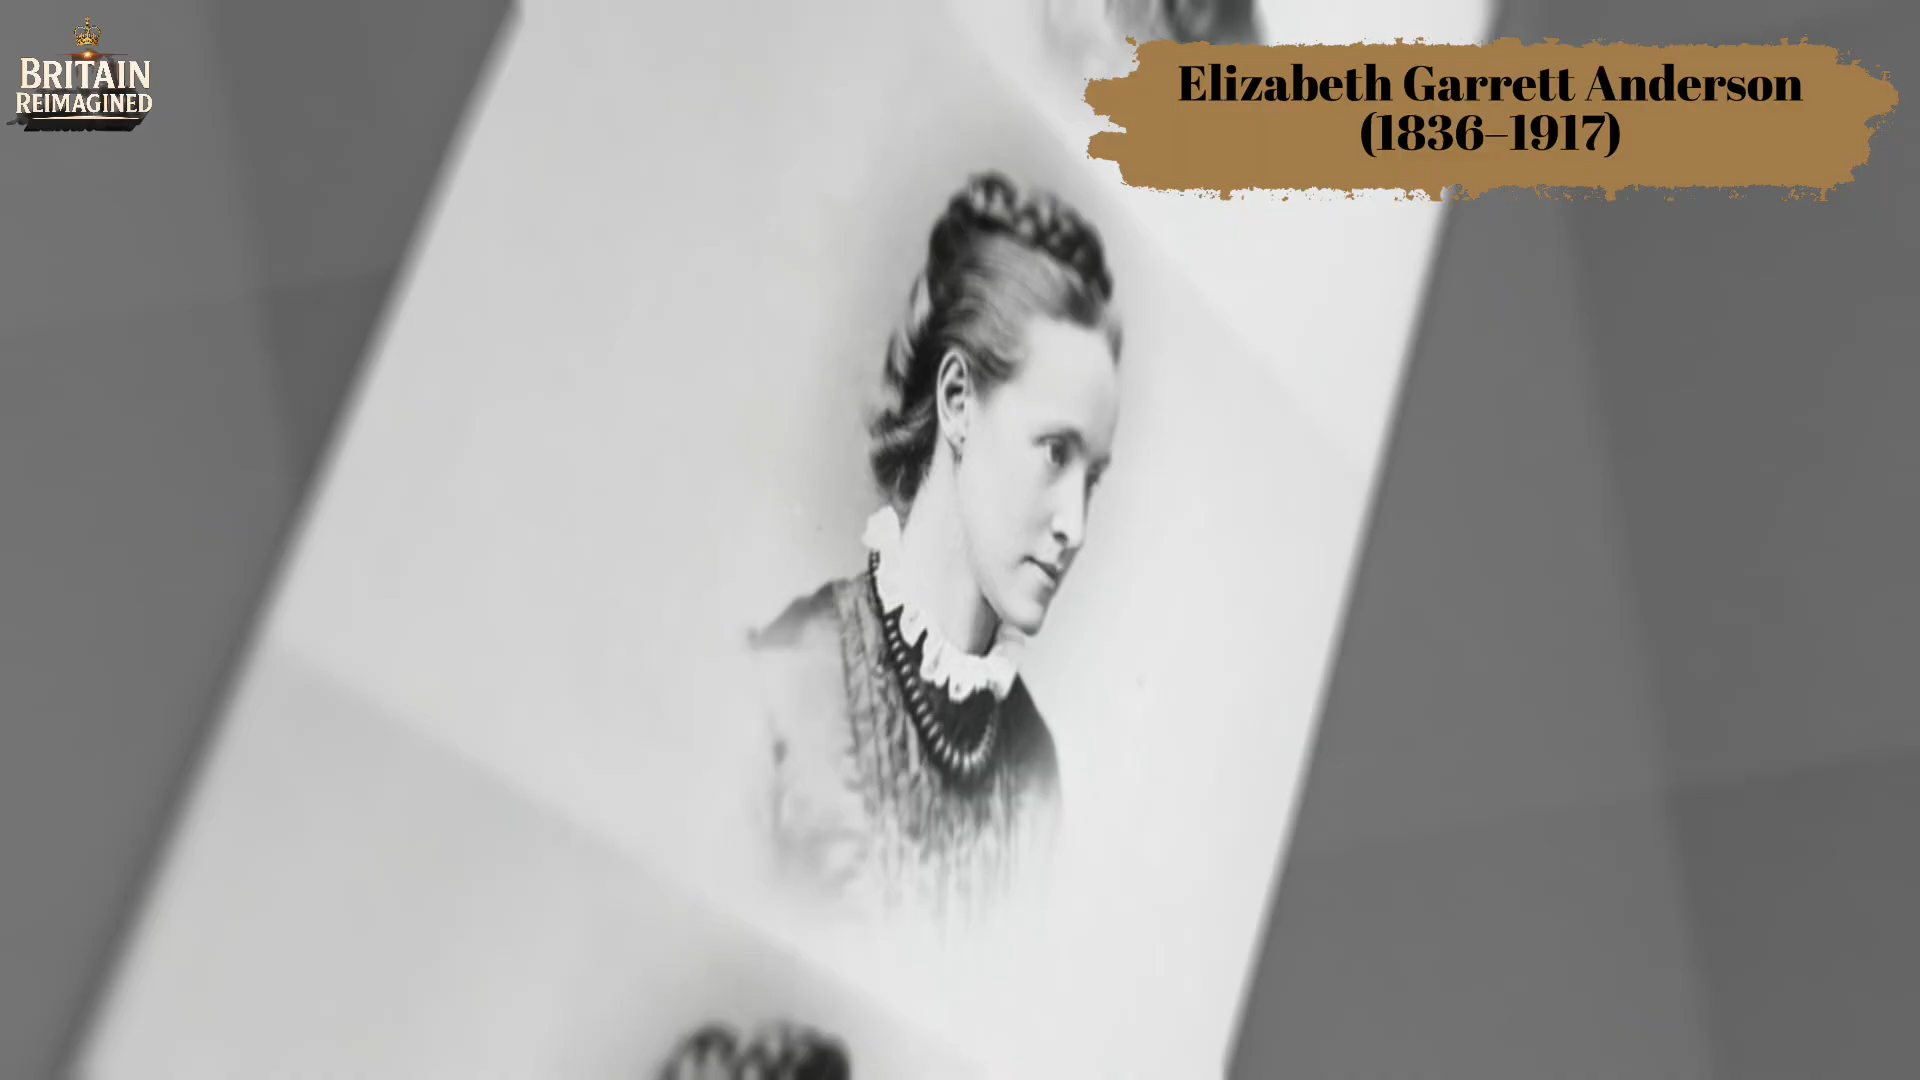 BRITAIN
REIMAGINED
Elizabeth Garrett Anderson
(1836–1917)